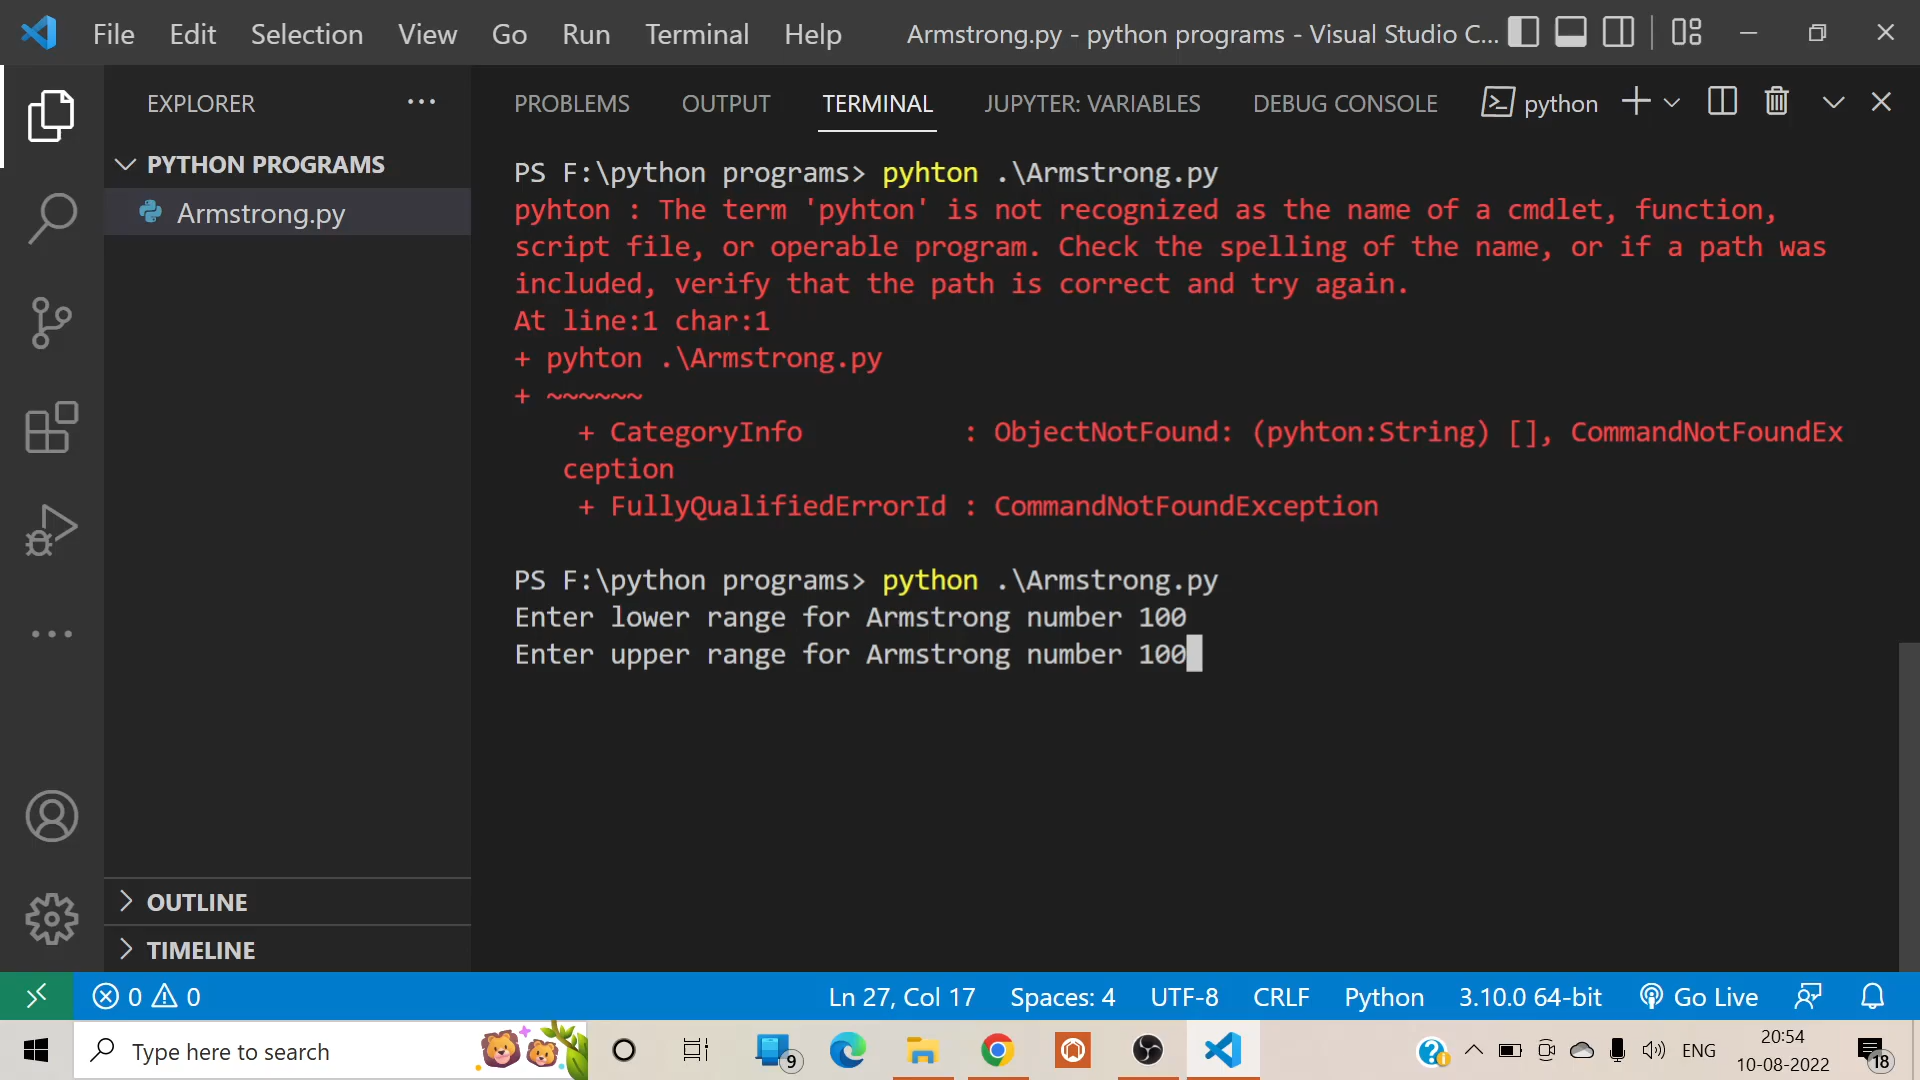 File Edit Selection View Go Run Terminal Help Armstrong.py - python programs - Visual Studio C...
EXPLORER
PYTHON PROGRAMS
Armstrong.py
OUTLINE
TIMELINE
PROBLEMS OUTPUT TERMINAL JUPYTER: VARIABLES DEBUG CONSOLE python
PS F:\python programs> pyhton .\Armstrong.py
pyhton : The term 'pyhton' is not recognized as the name of a cmdlet, function,
script file, or operable program. Check the spelling of the name, or if a path was
included, verify that the path is correct and try again.
At line:1 char:1
+ pyhton .\Armstrong.py
+ ~~~~~~
+ CategoryInfo : ObjectNotFound: (pyhton:String) [], CommandNotFoundEx
ception
+ FullyQualifiedErrorId : CommandNotFoundException
PS F:\python programs> python .\Armstrong.py
Enter lower range for Armstrong number 100
Enter upper range for Armstrong number 100
0 0 Ln 27, Col 17 Spaces: 4 UTF-8 CRLF Python 3.10.0 64-bit Go Live
Type here to search 9 ENG 20:54
10-08-2022 18